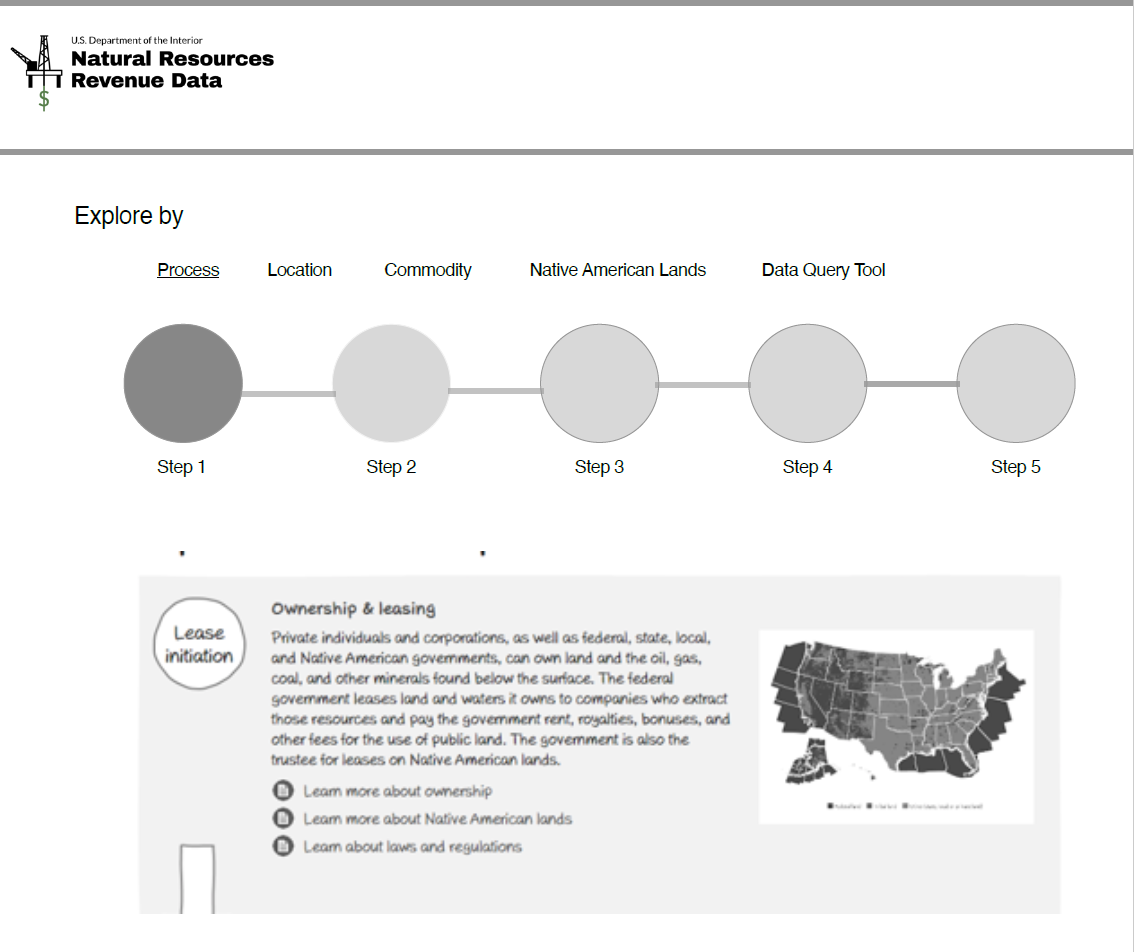 U.S. Department of the Interior
Natural Resources
Revenue Data
$
Explore by
Process Location Commodity Native American Lands Data Query Tool
Step 1 Step 2 Step 3 Step 4 Step 5
Lease
initiation
Ownership & leasing
Private individuals and corporations, as well as federal, state, local,
and Native American governments, can own land and the oil, gas,
coal, and other minerals found below the surface. The federal
government leases land and waters it owns to companies who extract
those resources and pay the government rent, royalties, bonuses, and
other fees for the use of public land. The government is also the
trustee for leases on Native American lands.
Learn more about ownership
Learn more about Native American lands
Learn about laws and regulations